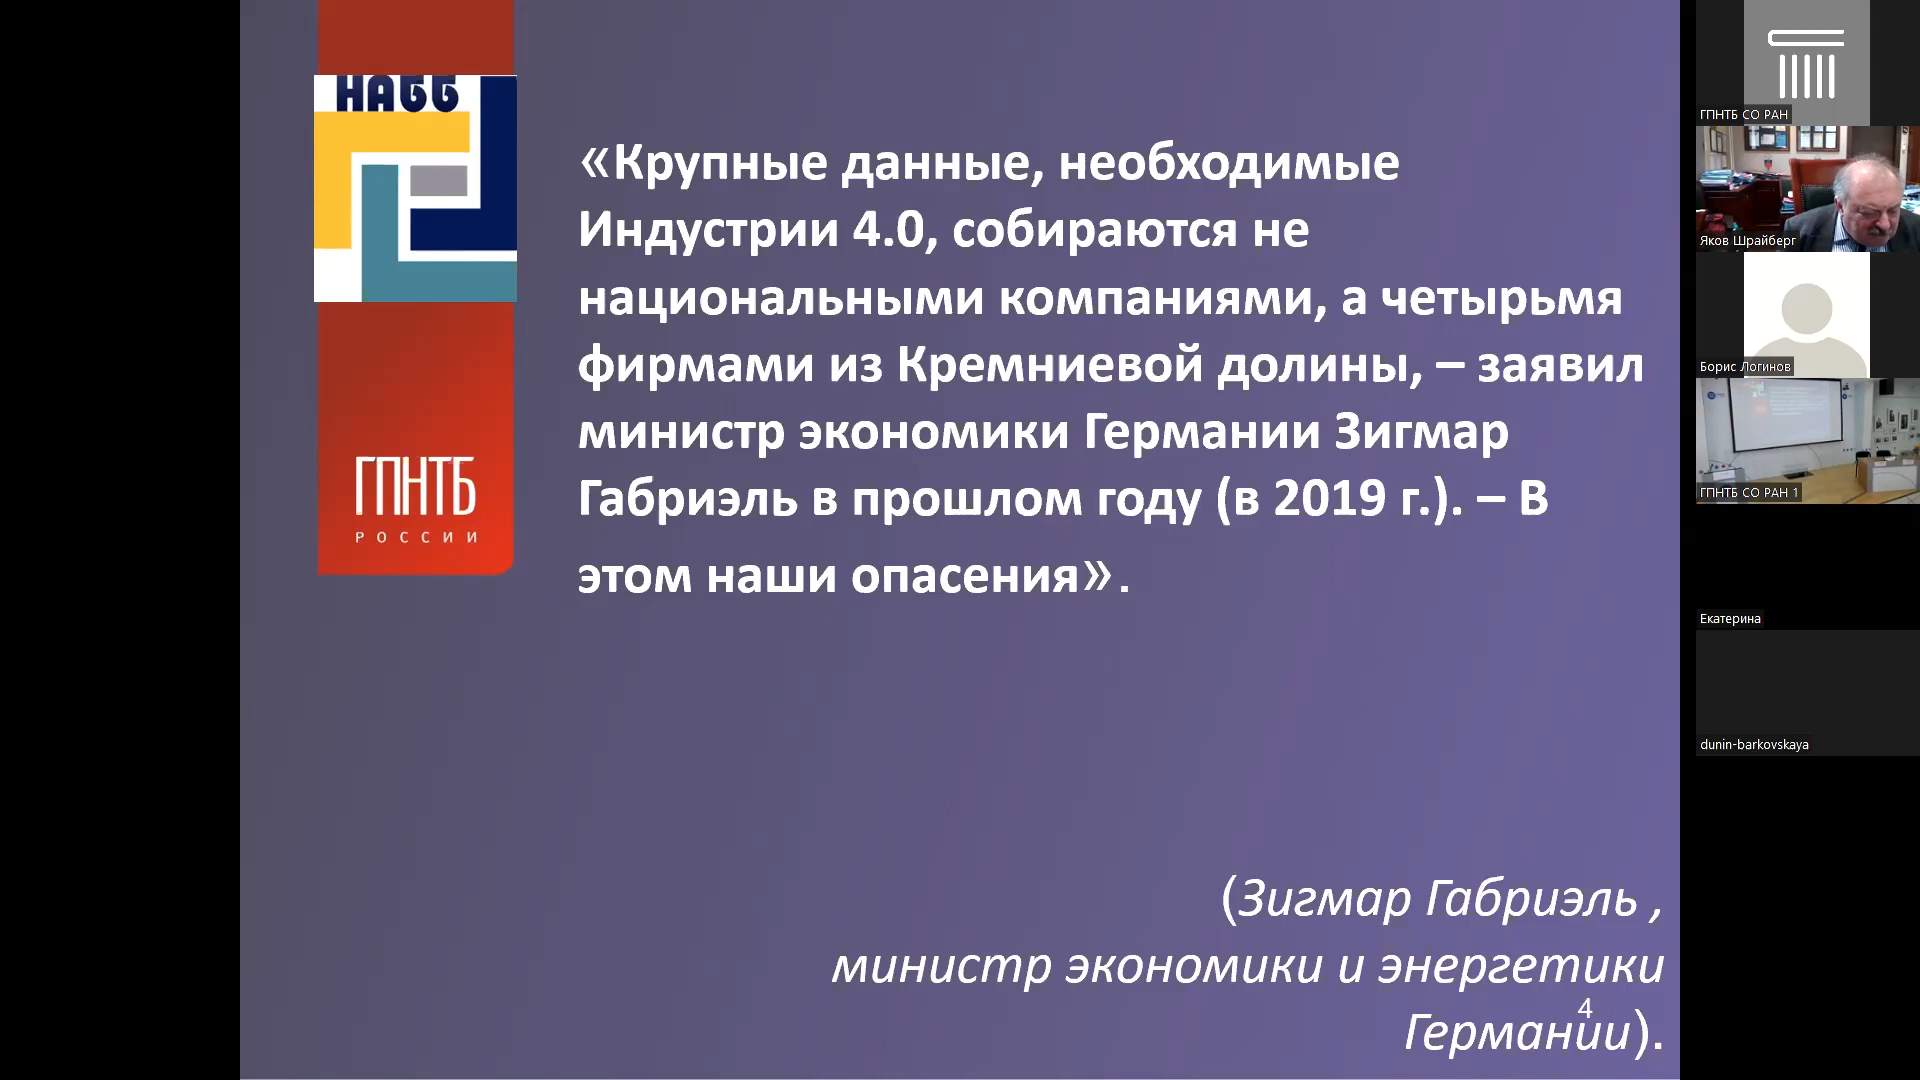 НАББ
ГПНТБ
РОССИИ
«Крупные данные, необходимые
Индустрии 4.0, собираются не
национальными компаниями, а четырьмя
фирмами из Кремниевой долины, – заявил
министр экономики Германии Зигмар
Габриэль в прошлом году (в 2019 г.). – В
этом наши опасения».
(Зигмар Габриэль ,
министр экономики и энергетики
Германии).
4
ГПНТБ СО РАН
Яков Шрайберг
Борис Логинов
ГПНТБ СО РАН 1
Екатерина
dunin-barkovskaya